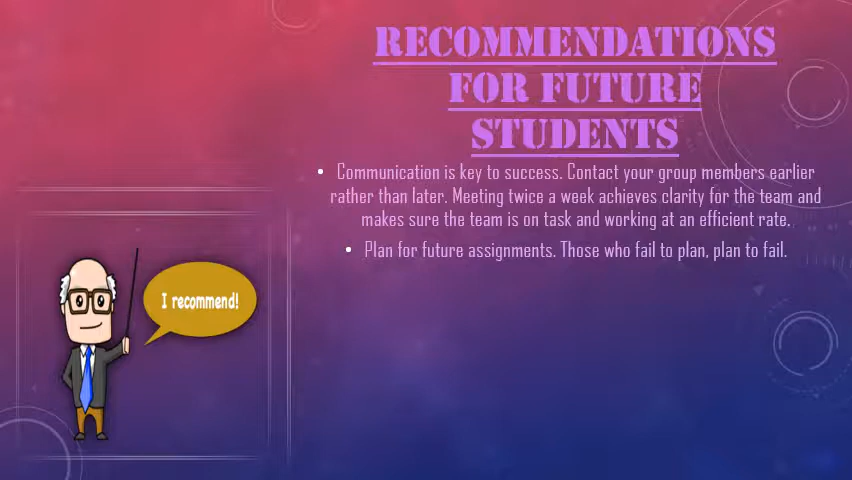 RECOMMENDATIONS
FOR FUTURE
STUDENTS
• Communication is key to success. Contact your group members earlier
rather than later. Meeting twice a week achieves clarity for the team and
makes sure the team is on task and working at an efficient rate.
• Plan for future assignments. Those who fail to plan, plan to fail.
I recommend!